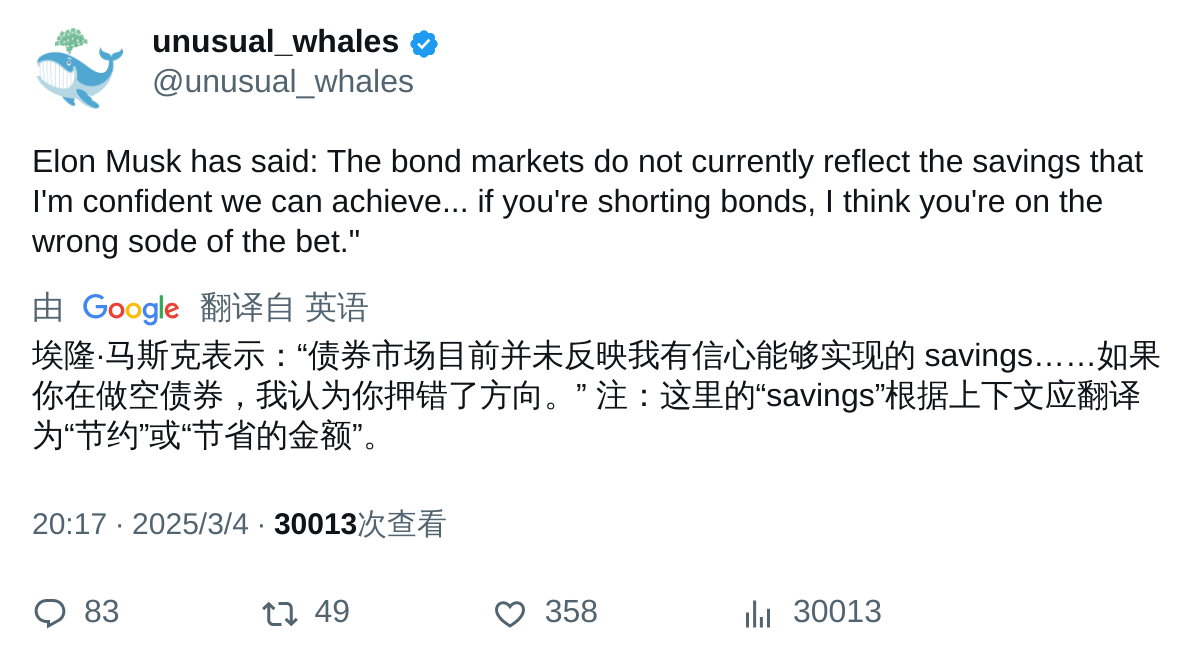 unusual_whales
@unusual_whales
Elon Musk has said: The bond markets do not currently reflect the savings that
I'm confident we can achieve... if you're shorting bonds, I think you're on the
wrong sode of the bet."
由 Google 翻译自 英语
埃隆·马斯克表示：“债券市场目前并未反映我有信心能够实现的 savings……如果
你在做空债券，我认为你押错了方向。” 注：这里的“savings”根据上下文应翻译
为“节约”或“节省的金额”。
20:17 · 2025/3/4 · 30013次查看
83 49 358 30013